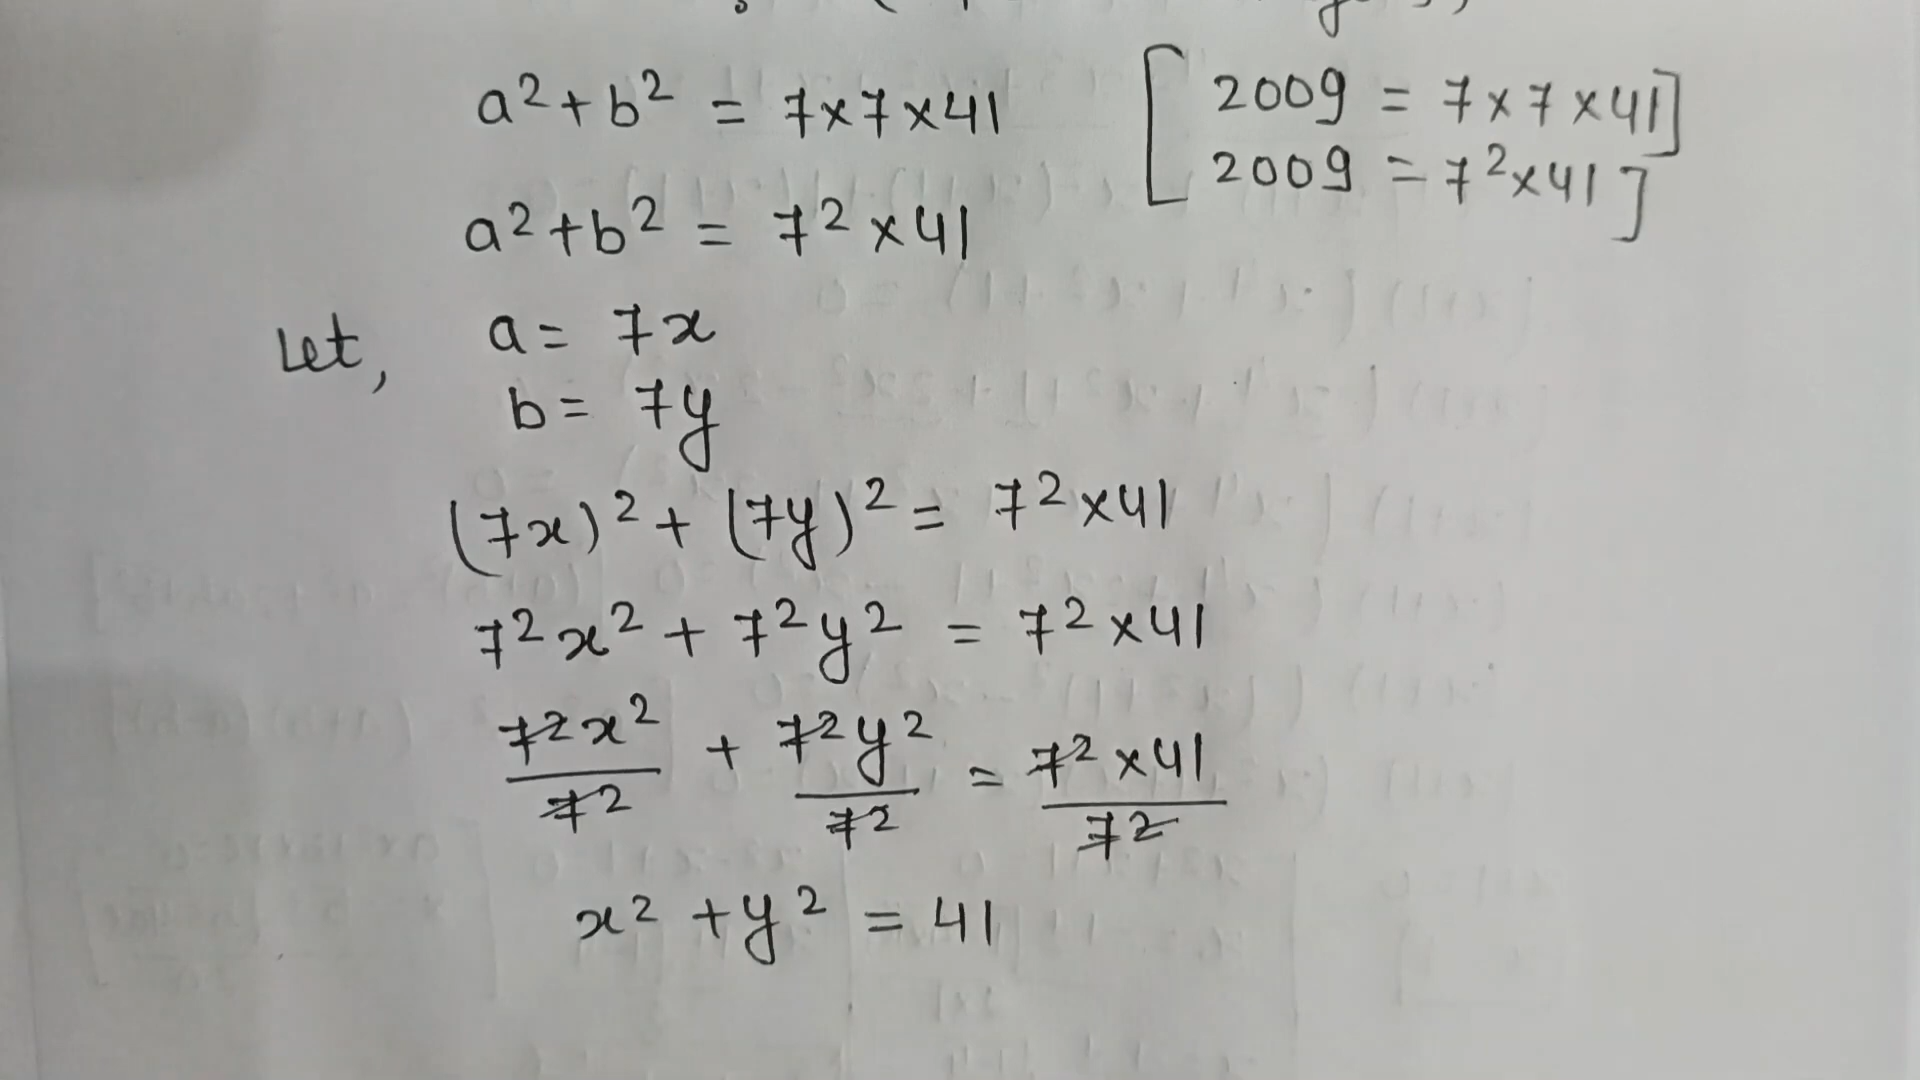 a² + b² = 7×7×41 [2009 = 7×7×41]
2009 = 7²×41]
a² + b² = 7²×41
Let, a = 7x
b = 7y
(7x)² + (7y)² = 7²×41
7²x² + 7²y² = 7²×41
7²x²/7² + 7²y²/7² = 7²×41/7²
x² + y² = 41